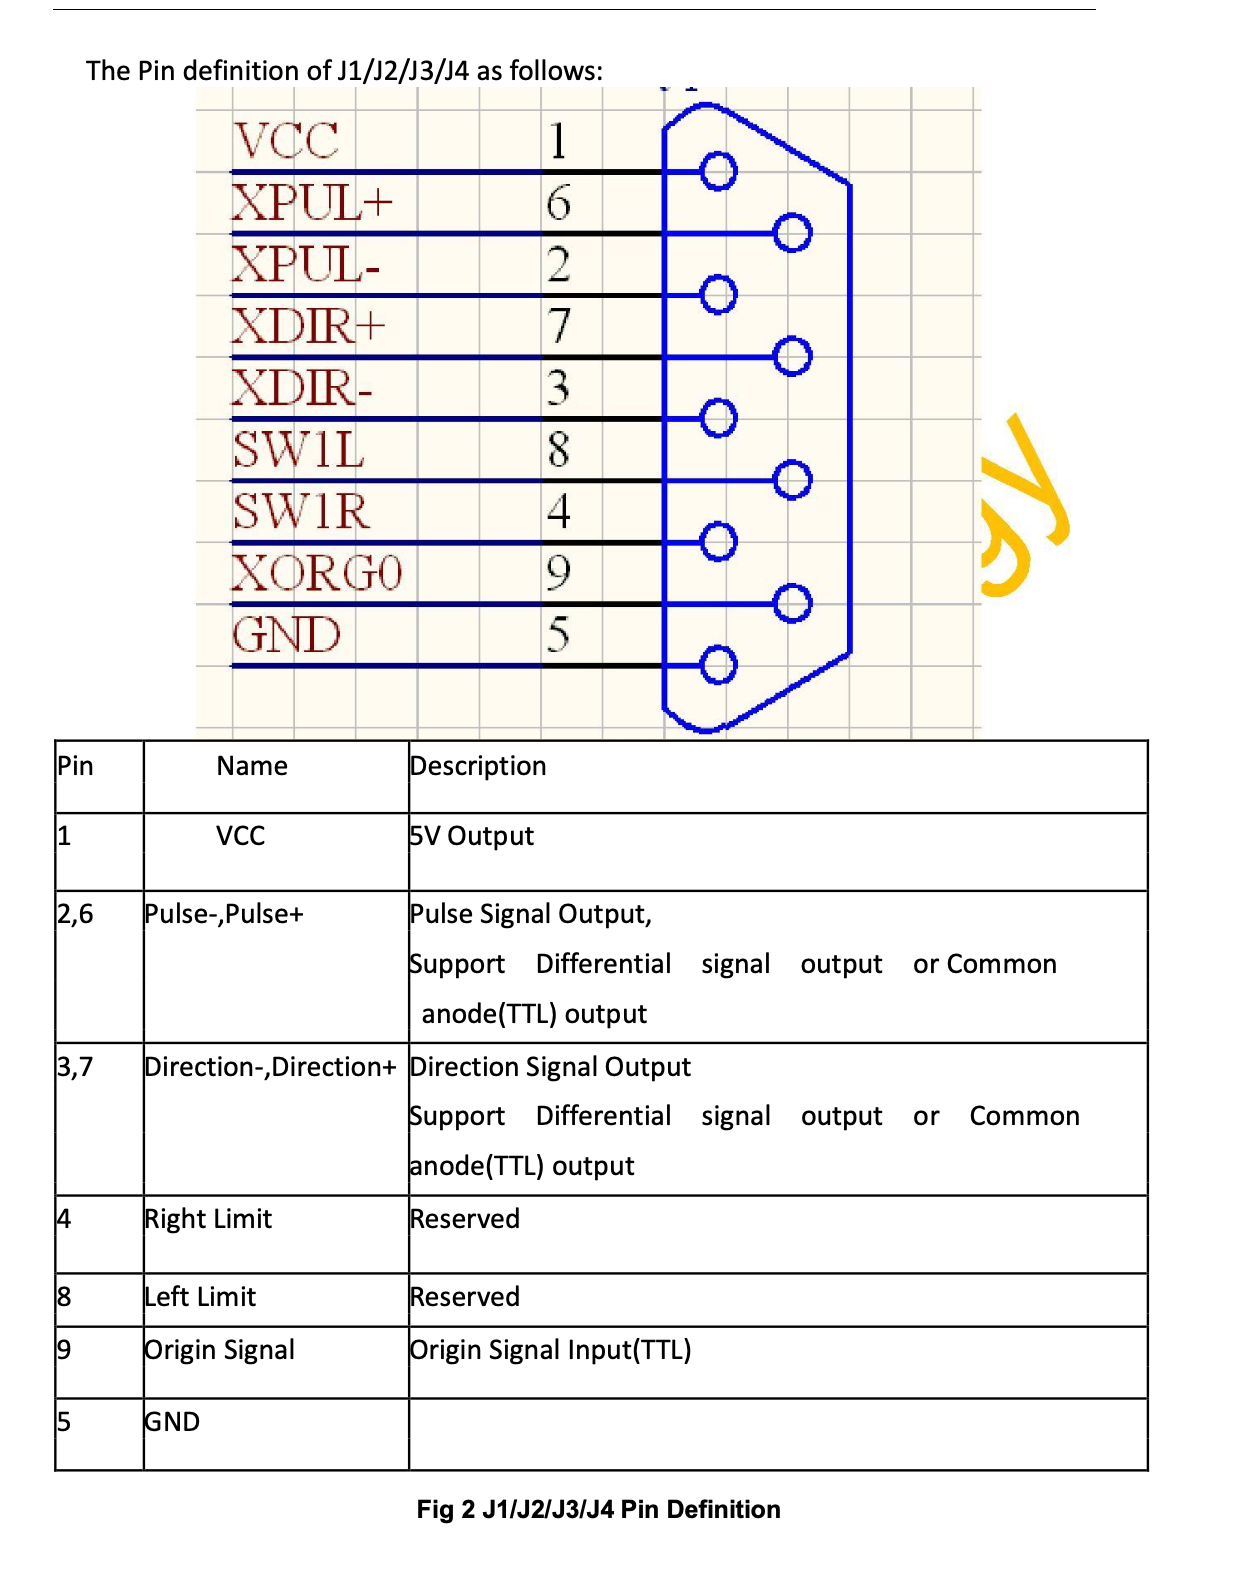 The Pin definition of J1/J2/J3/J4 as follows:
VCC 1
XPUL+ 6
XPUL- 2
XDIR+ 7
XDIR- 3
SW1L 8
SW1R 4
XORG0 9
GND 5
gy
Pin Name Description
1 VCC 5V Output
2,6 Pulse-,Pulse+ Pulse Signal Output,
Support Differential signal output or Common
anode(TTL) output
3,7 Direction-,Direction+ Direction Signal Output
Support Differential signal output or Common
anode(TTL) output
4 Right Limit Reserved
8 Left Limit Reserved
9 Origin Signal Origin Signal Input(TTL)
5 GND
Fig 2 J1/J2/J3/J4 Pin Definition